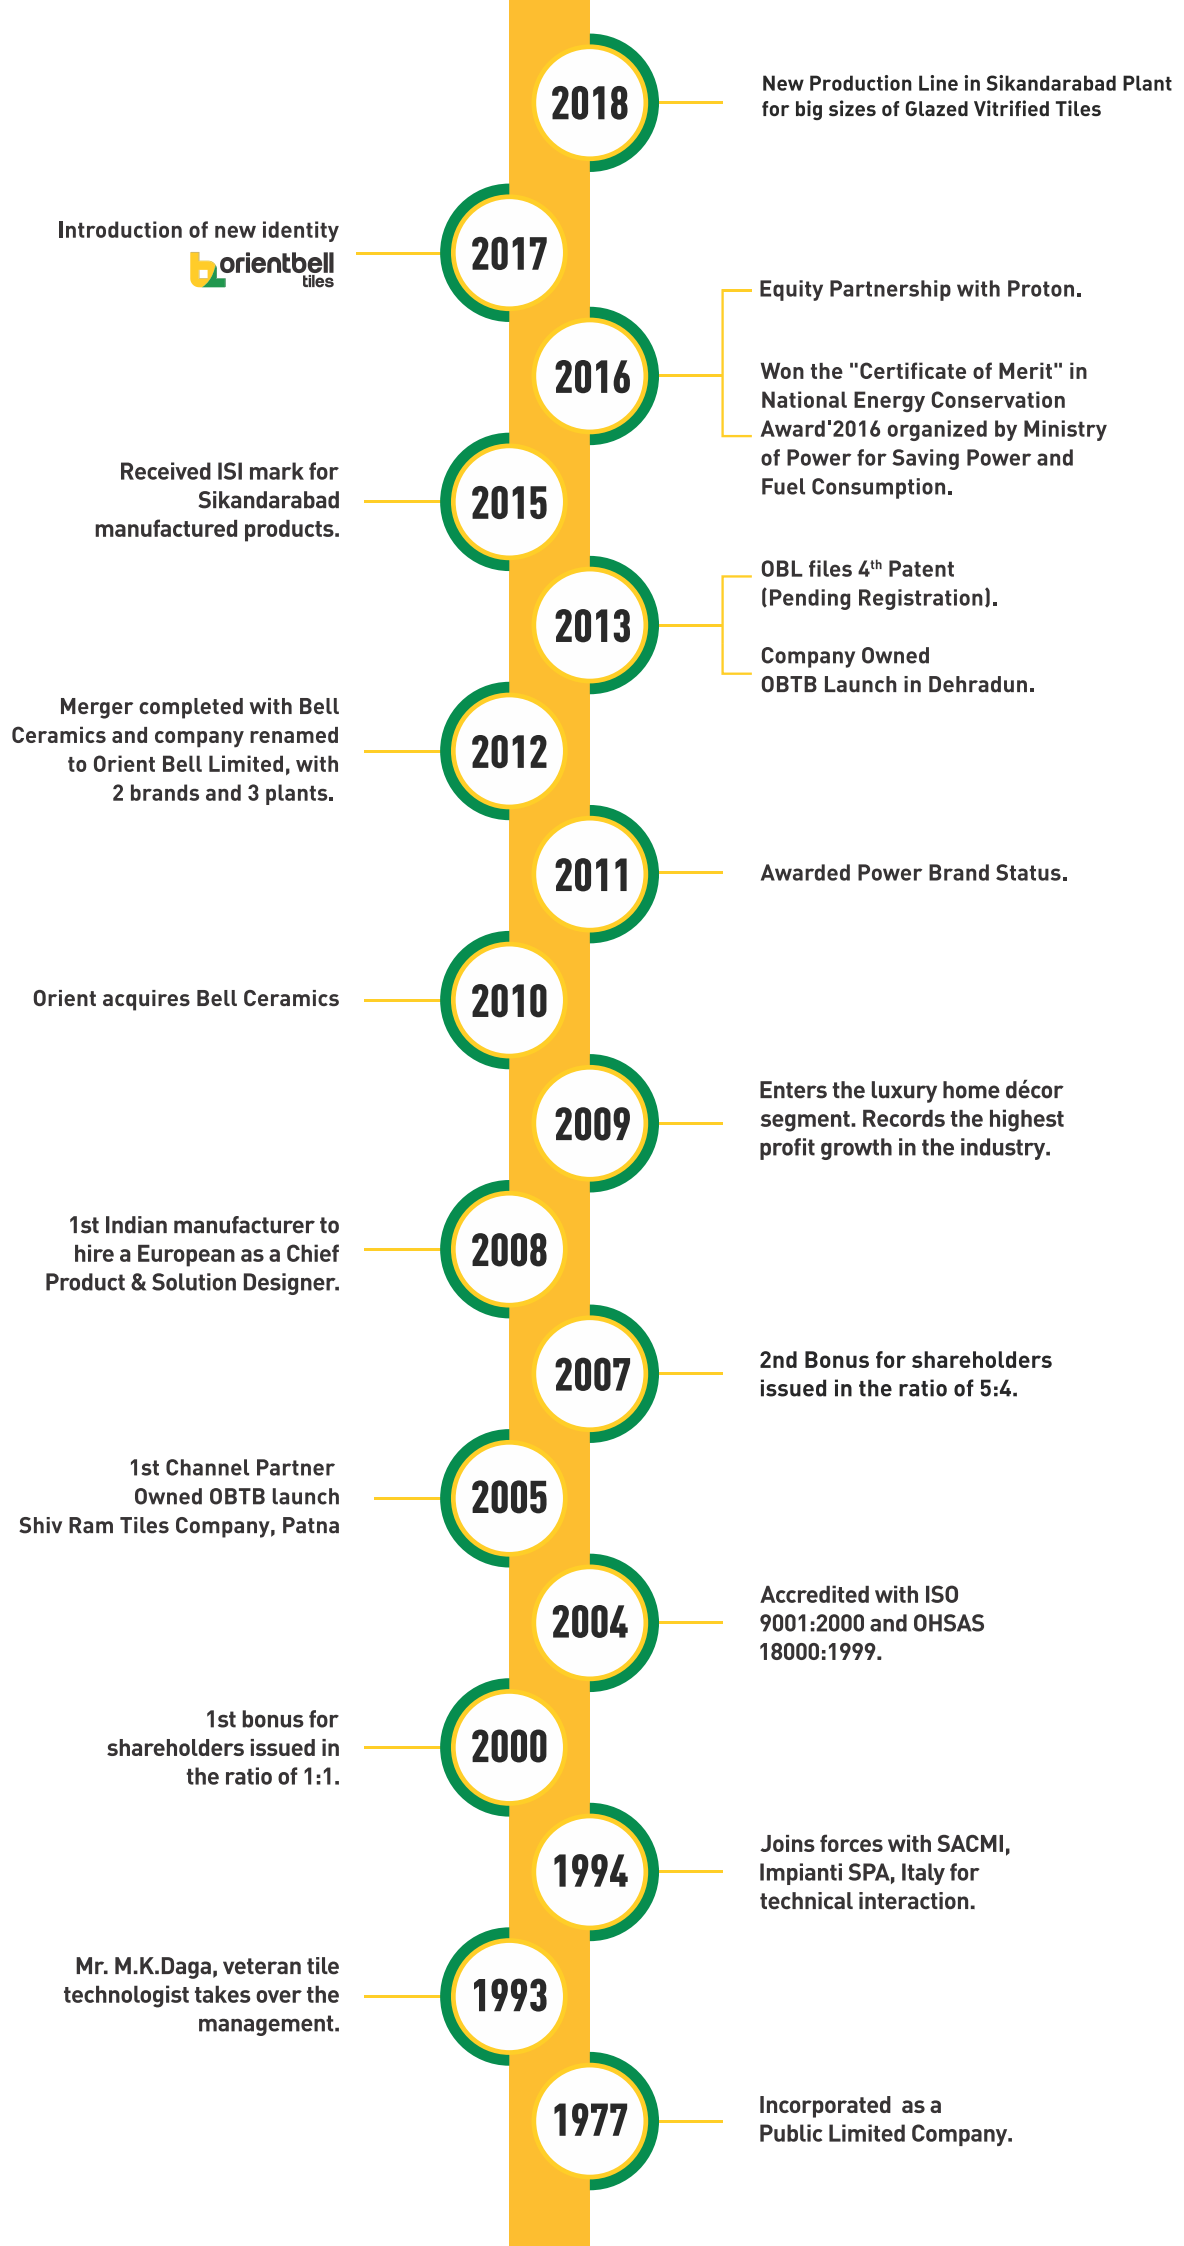 2018
New Production Line in Sikandarabad Plant
for big sizes of Glazed Vitrified Tiles
Introduction of new identity
orientbell
tiles
2017
2016
Equity Partnership with Proton.
Won the "Certificate of Merit" in
National Energy Conservation
Award'2016 organized by Ministry
of Power for Saving Power and
Fuel Consumption.
Received ISI mark for
Sikandarabad
manufactured products.
2015
2013
OBL files 4th Patent
(Pending Registration).
Company Owned
OBTB Launch in Dehradun.
Merger completed with Bell
Ceramics and company renamed
to Orient Bell Limited, with
2 brands and 3 plants.
2012
2011
Awarded Power Brand Status.
Orient acquires Bell Ceramics
2010
2009
Enters the luxury home décor
segment. Records the highest
profit growth in the industry.
1st Indian manufacturer to
hire a European as a Chief
Product & Solution Designer.
2008
2007
2nd Bonus for shareholders
issued in the ratio of 5:4.
1st Channel Partner
Owned OBTB launch
Shiv Ram Tiles Company, Patna
2005
2004
Accredited with ISO
9001:2000 and OHSAS
18000:1999.
1st bonus for
shareholders issued in
the ratio of 1:1.
2000
1994
Joins forces with SACMI,
Impianti SPA, Italy for
technical interaction.
Mr. M.K.Daga, veteran tile
technologist takes over the
management.
1993
1977
Incorporated as a
Public Limited Company.